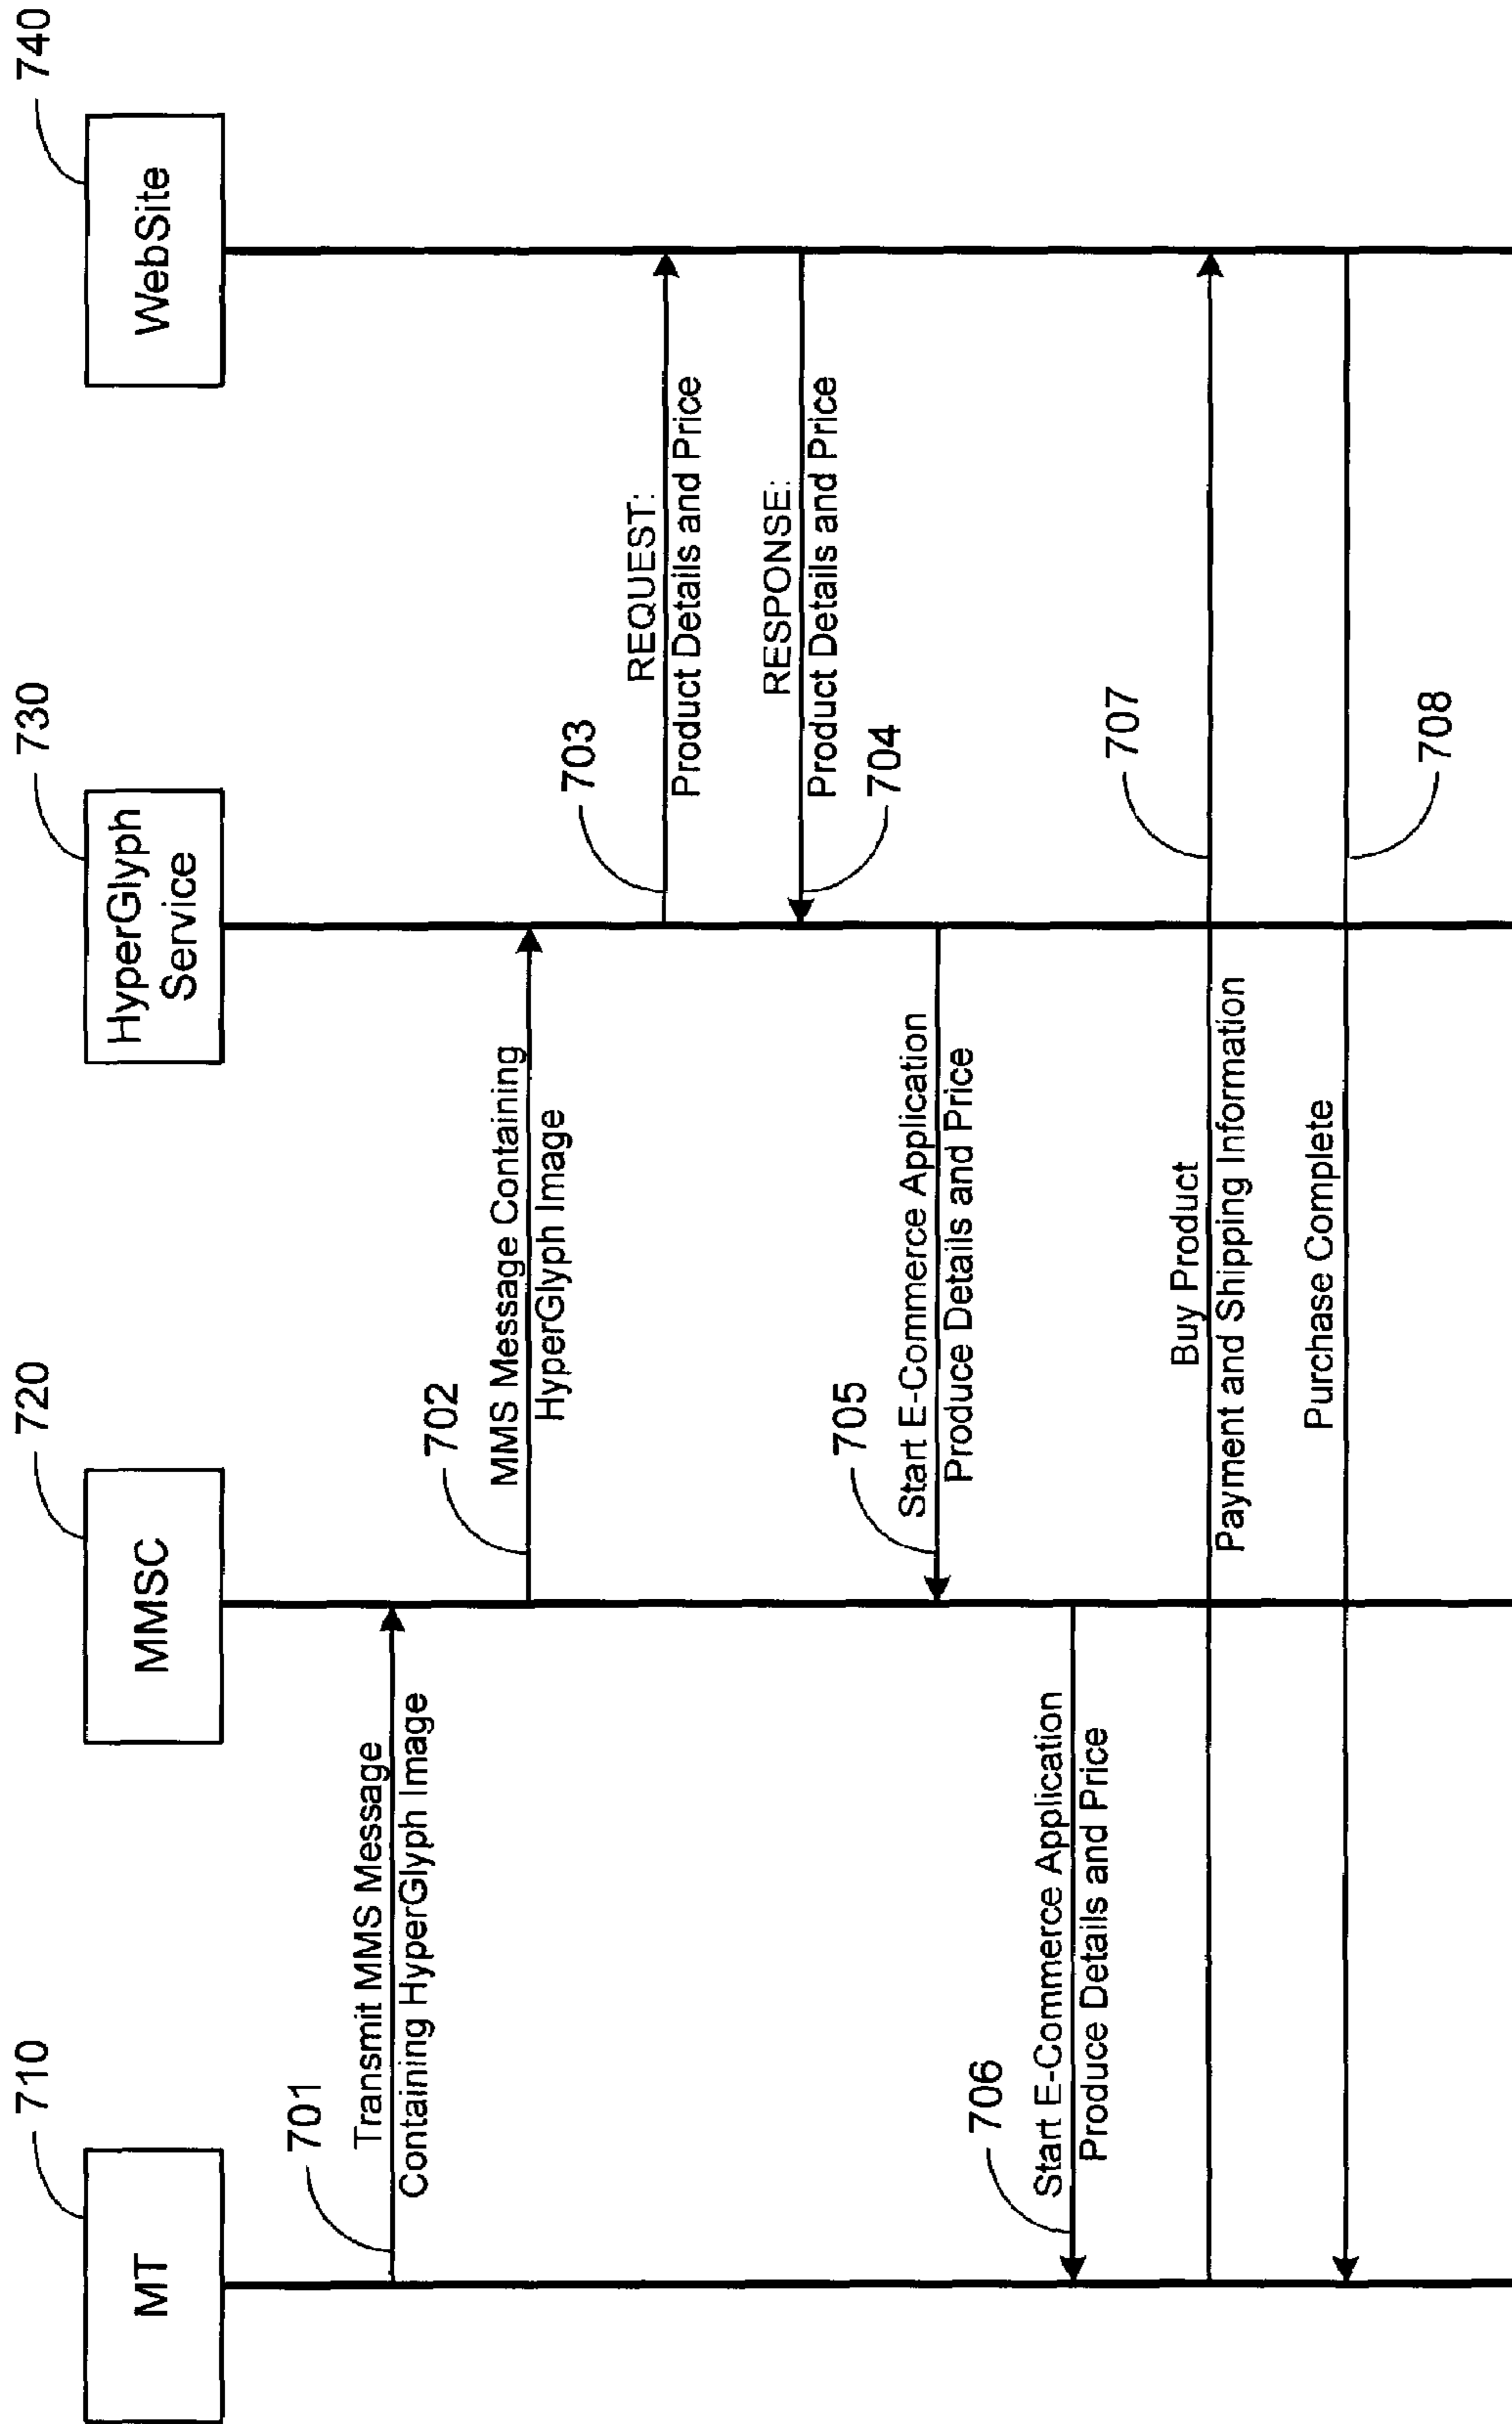 710
720
730
740
MT
MMSC
HyperGlyph
Service
WebSite
701
Transmit MMS Message
Containing HyperGlyph Image
702
MMS Message Containing
HyperGlyph Image
703
REQUEST:
Product Details and Price
RESPONSE:
Product Details and Price
704
705
Start E-Commerce Application
Produce Details and Price
706
Start E-Commerce Application
Produce Details and Price
707
Buy Product
Payment and Shipping Information
Purchase Complete
708